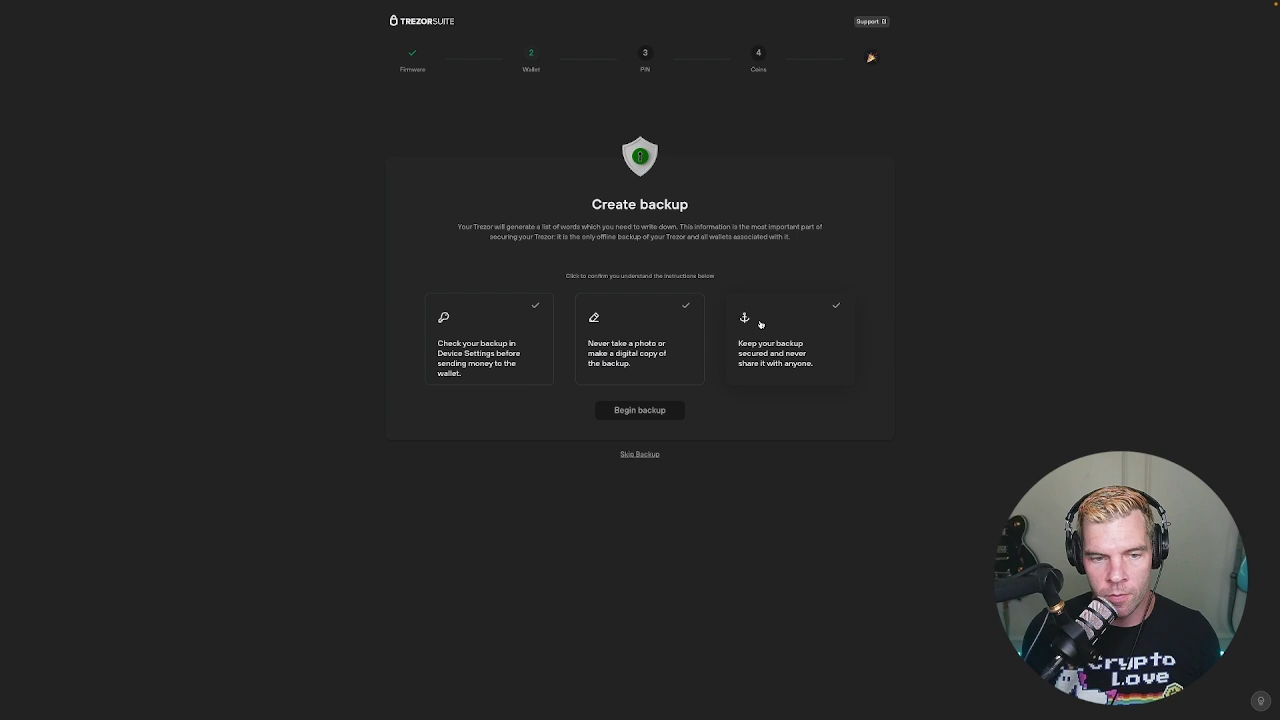 TREZOR SUITE
Support
2
3
4
Firmware
Wallet
PIN
Coins
Create backup
Your Trezor will generate a list of words which you need to write down. This information is the most important part of
securing your Trezor: it is the only offline backup of your Trezor and all wallets associated with it.
Click to confirm you understand the instructions below
Check your backup in
Device Settings before
sending money to the
wallet.
Never take a photo or
make a digital copy of
the backup.
Keep your backup
secured and never
share it with anyone.
Begin backup
Skip Backup
Crypto
Love